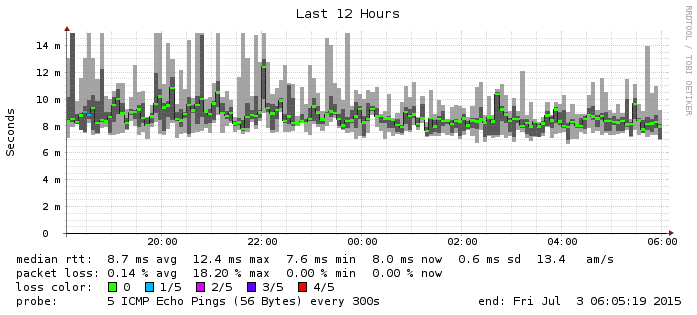 Last 12 Hours
RRDTOOL / TOBI OETIKER
Seconds
14 m
12 m
10 m
8 m
6 m
4 m
2 m
0
20:00 22:00 00:00 02:00 04:00 06:00
median rtt: 8.7 ms avg 12.4 ms max 7.6 ms min 8.0 ms now 0.6 ms sd 13.4 am/s
packet loss: 0.14 % avg 18.20 % max 0.00 % min 0.00 % now
loss color: 0 1/5 2/5 3/5 4/5
probe: 5 ICMP Echo Pings (56 Bytes) every 300s end: Fri Jul 3 06:05:19 2015